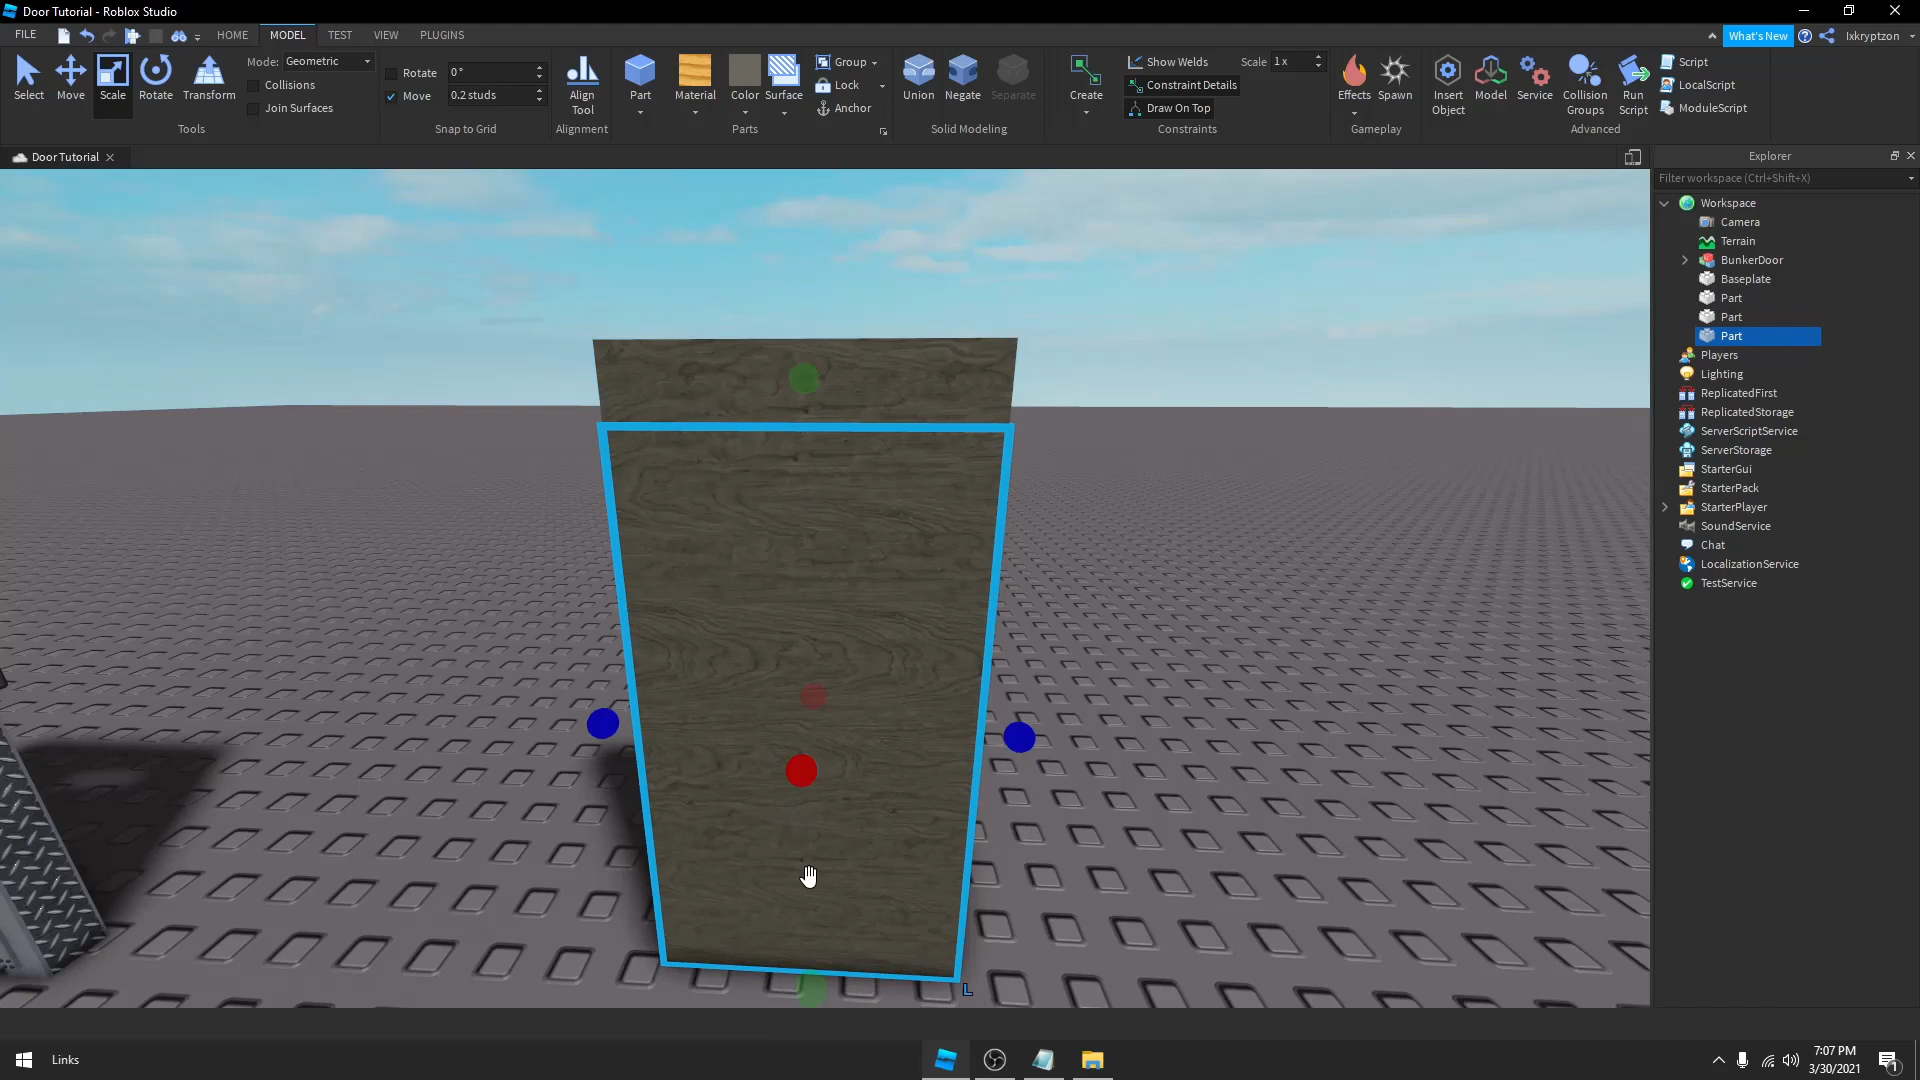 Door Tutorial - Roblox Studio
FILE HOME MODEL TEST VIEW PLUGINS What's New lxkryptzon
Select Move Scale Rotate Transform
Mode: Geometric
Collisions
Join Surfaces
Tools
Rotate 0°
Move 0.2 studs
Snap to Grid
Align Tool
Alignment
Part Material Color Surface
Group
Lock
Anchor
Parts
Union Negate Separate
Solid Modeling
Create
Show Welds Scale 1 x
Constraint Details
Draw On Top
Constraints
Effects Spawn
Gameplay
Insert Object Model Service Collision Groups Run Script
Script
LocalScript
ModuleScript
Advanced
Door Tutorial
Explorer
Filter workspace (Ctrl+Shift+X)
Workspace
Camera
Terrain
BunkerDoor
Baseplate
Part
Part
Part
Players
Lighting
ReplicatedFirst
ReplicatedStorage
ServerScriptService
ServerStorage
StarterGui
StarterPack
StarterPlayer
SoundService
Chat
LocalizationService
TestService
L
Links
7:07 PM
3/30/2021
1